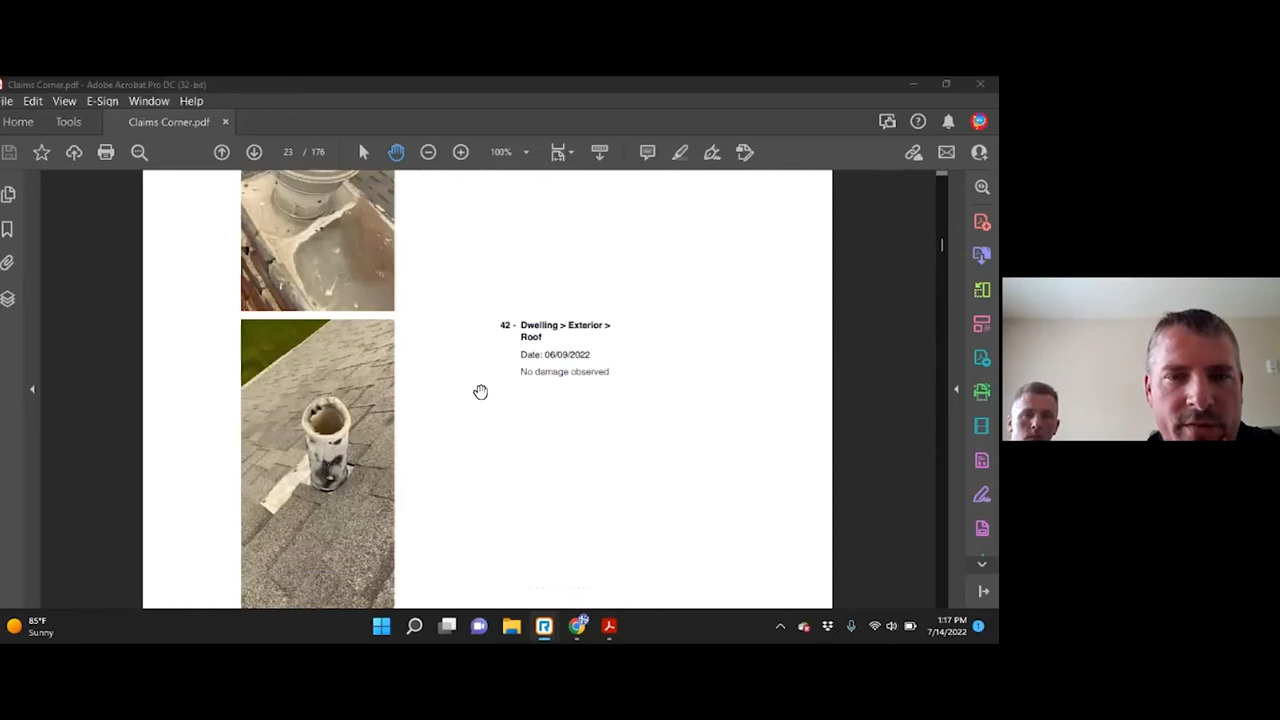 Claims Corner.pdf - Adobe Acrobat Pro DC (32-bit)
ile Edit View E-Sign Window Help
Home Tools Claims Corner.pdf ×
23 / 176 100%
42 - Dwelling > Exterior >
Roof
Date: 06/09/2022
No damage observed
85°F
Sunny
1:17 PM
7/14/2022
1